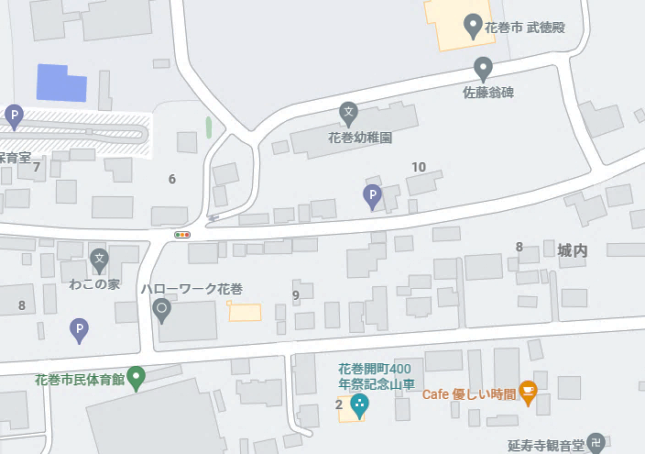 花巻市 武徳殿
佐藤翁碑
P
文
花巻幼稚園
保育室
7
6
10
P
8
城内
文
わこの家
ハローワーク花巻
9
8
P
花巻市民体育館
花巻開町400
年祭記念山車
2
Cafe 優しい時間
延寿寺観音堂
卍